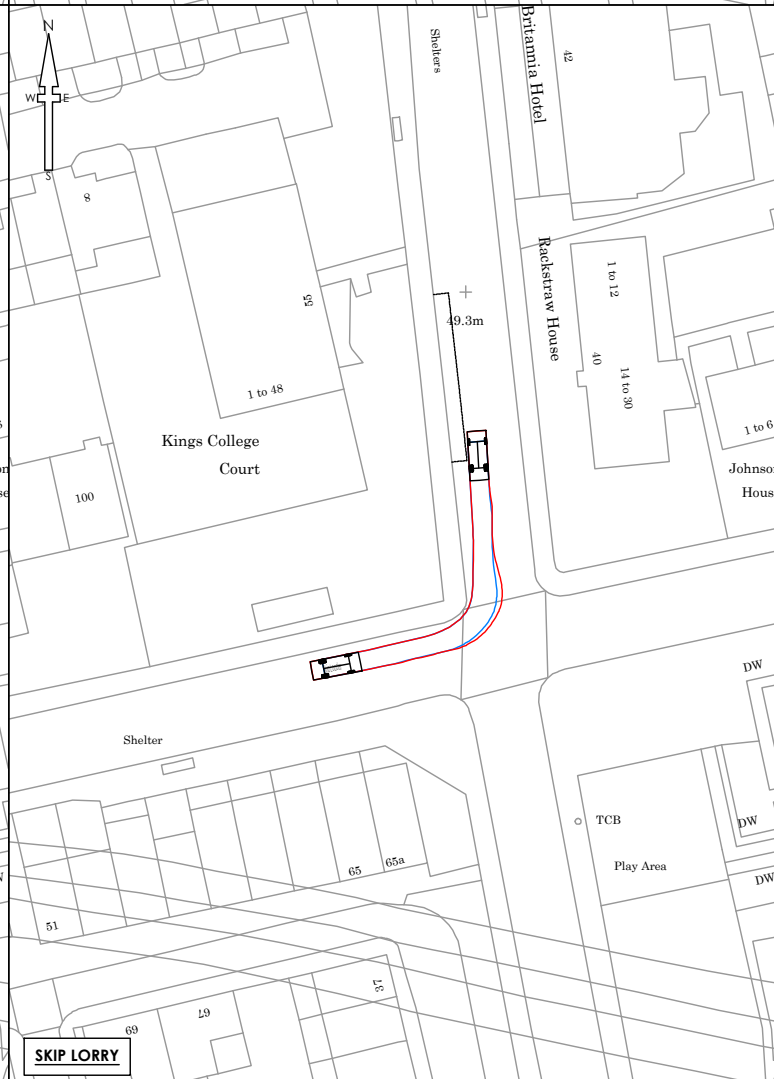 N
W E
S
Shelters
Britannia Hotel
42
8
Rackstraw House
1 to 12
55
49.3m
40
14 to 30
1 to 48
Kings College
Court
1 to 6
100
Johnso
Hous
DW
Shelter
TCB
DW
65
65a
Play Area
DW
51
37
67
69
SKIP LORRY